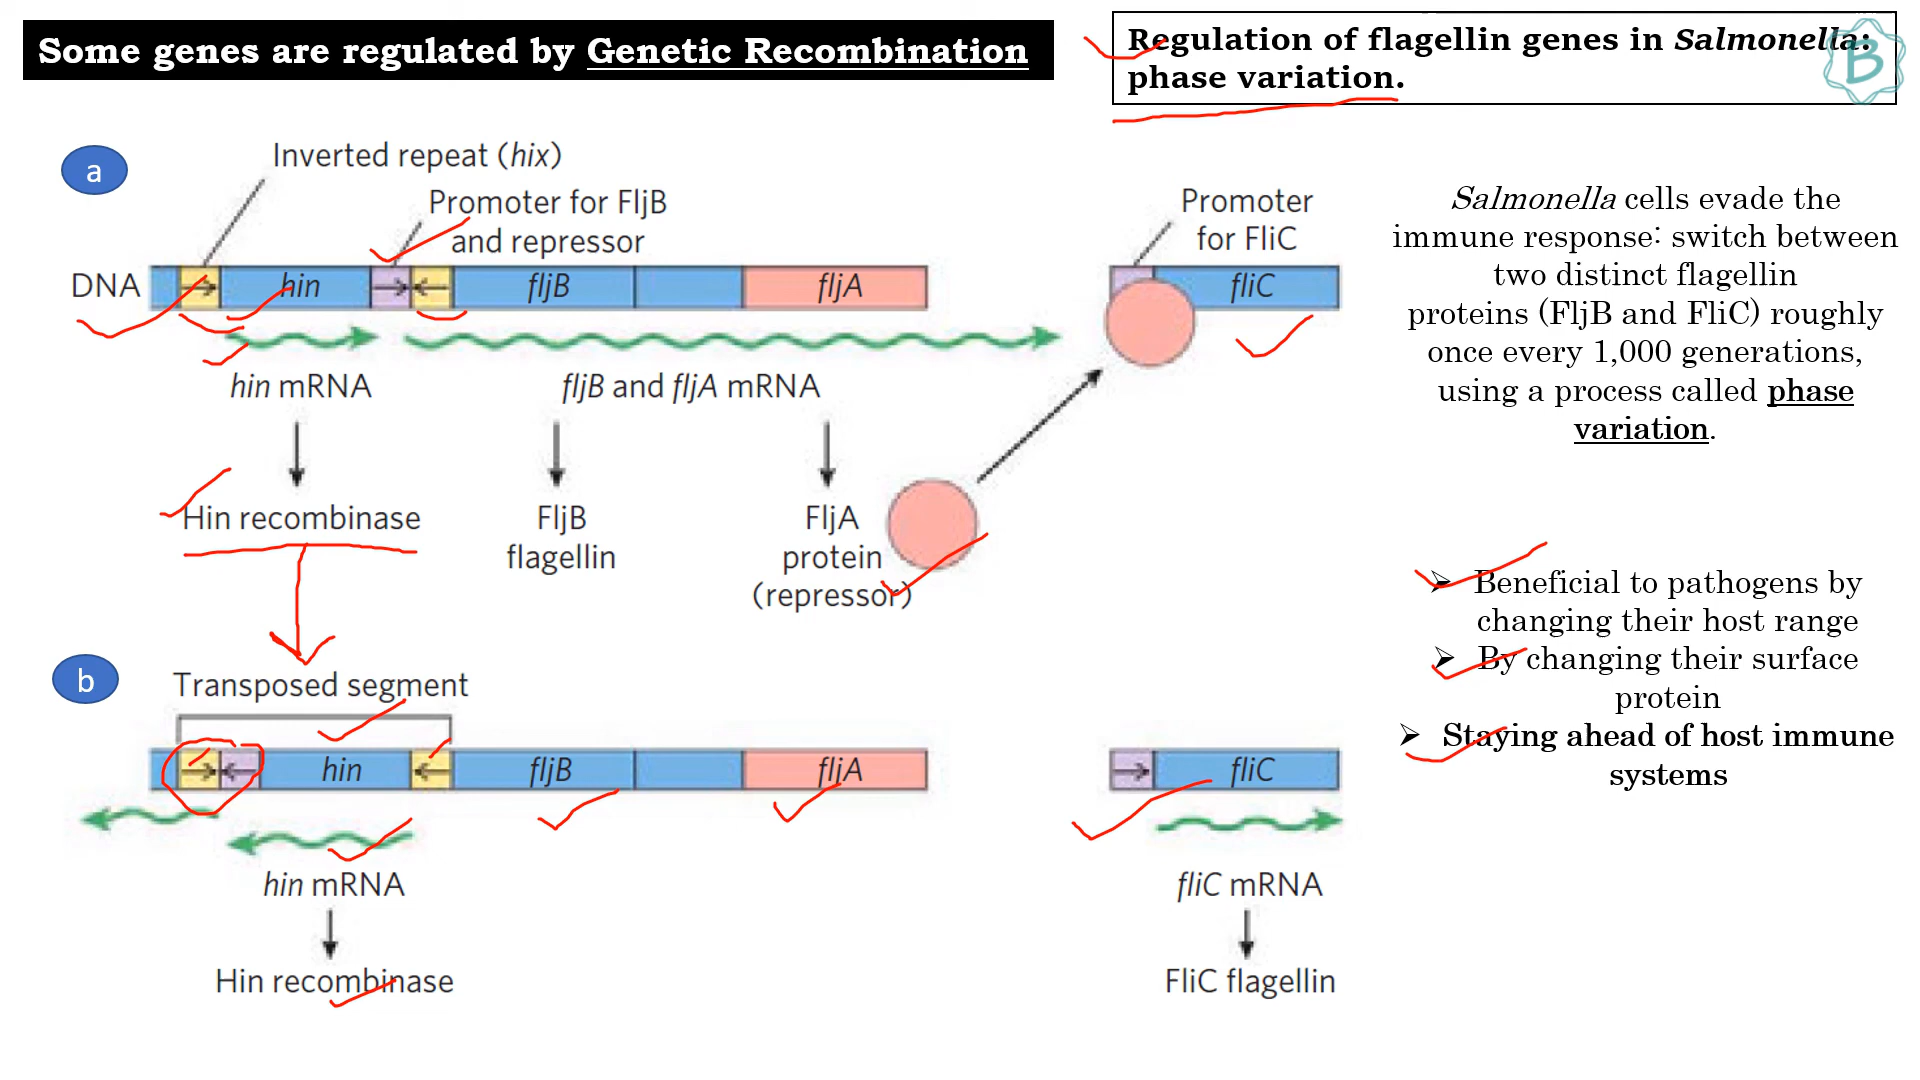 Some genes are regulated by Genetic Recombination
Regulation of flagellin genes in Salmonella:
phase variation.
B
a
Inverted repeat (hix)
Promoter for FljB
and repressor
Promoter
for FliC
DNA
hin
fljB
fljA
fliC
hin mRNA
fljB and fljA mRNA
Hin recombinase
FljB
flagellin
FljA
protein
(repressor)
Salmonella cells evade the
immune response: switch between
two distinct flagellin
proteins (FljB and FliC) roughly
once every 1,000 generations,
using a process called phase
variation.
➢ Beneficial to pathogens by
changing their host range
➢ By changing their surface
protein
➢ Staying ahead of host immune
systems
b
Transposed segment
hin
fljB
fljA
fliC
hin mRNA
fliC mRNA
Hin recombinase
FliC flagellin